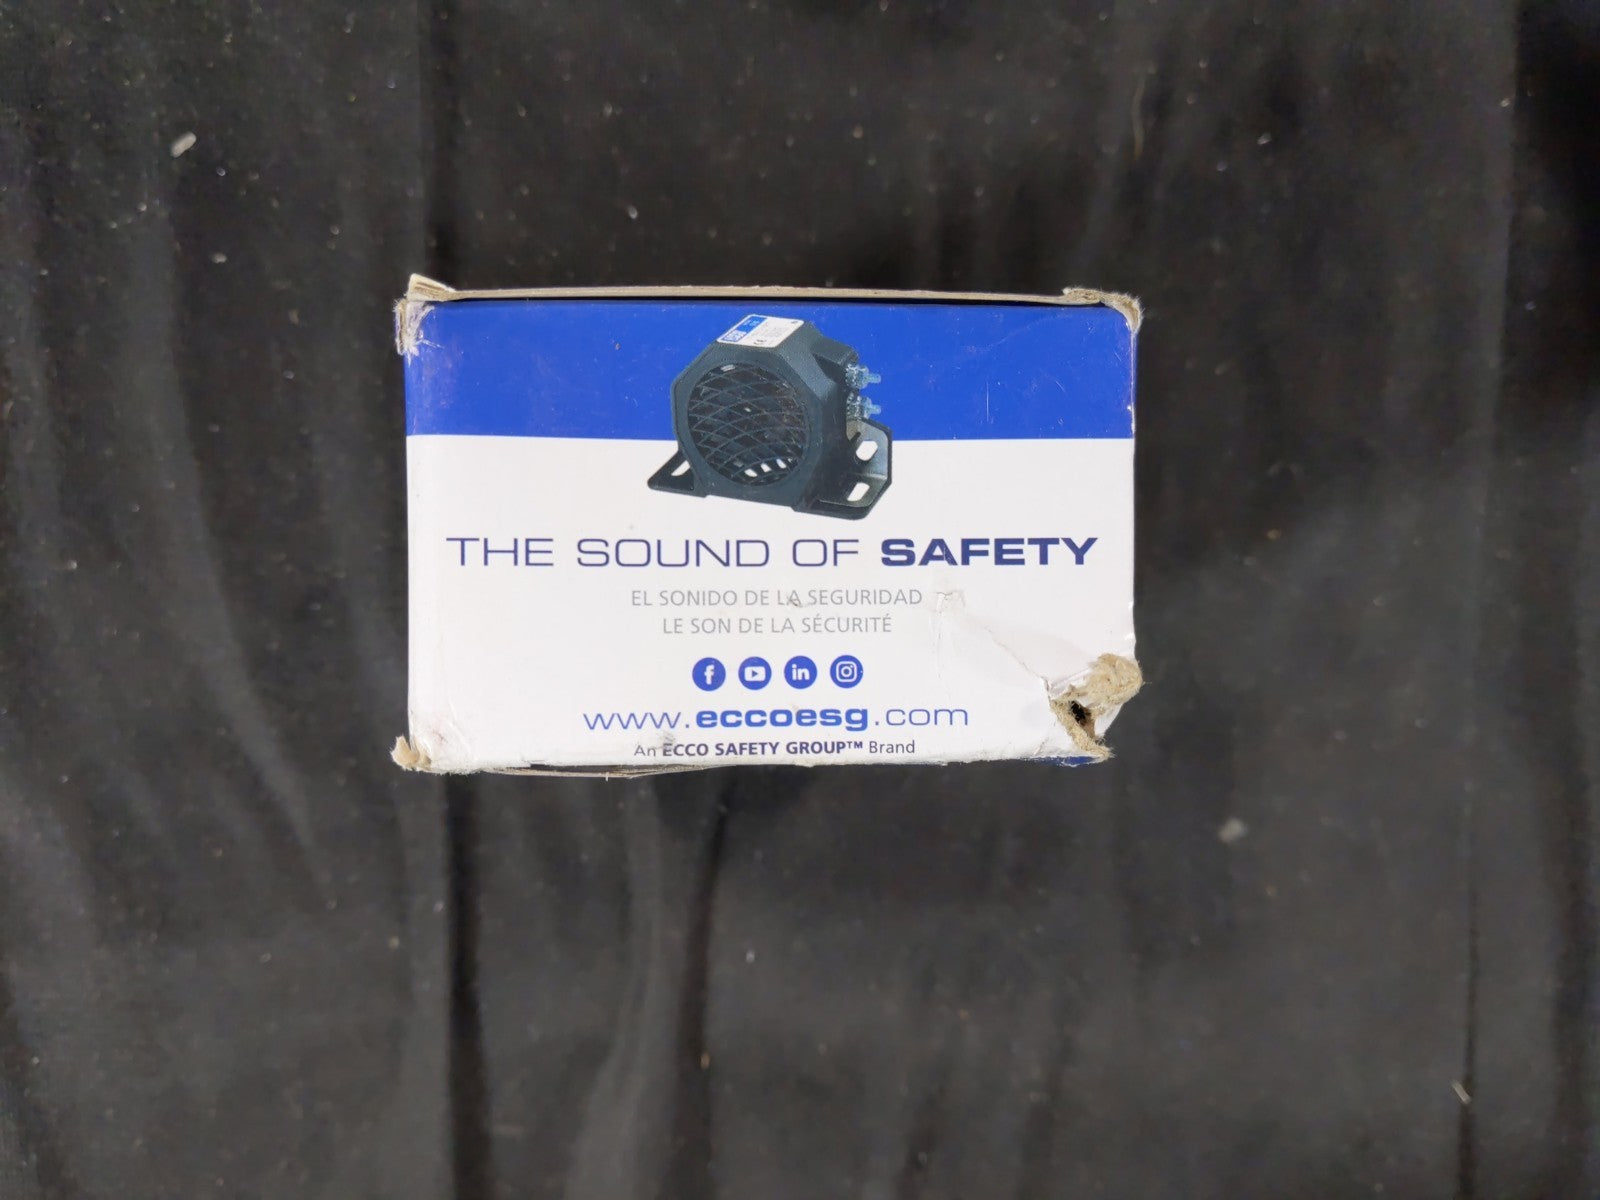 THE SOUND OF SAFETY
EL SONIDO DE LA SEGURIDAD
LE SON DE LA SÉCURITÉ
www.eccoesg.com
An ECCO SAFETY GROUP™ Brand